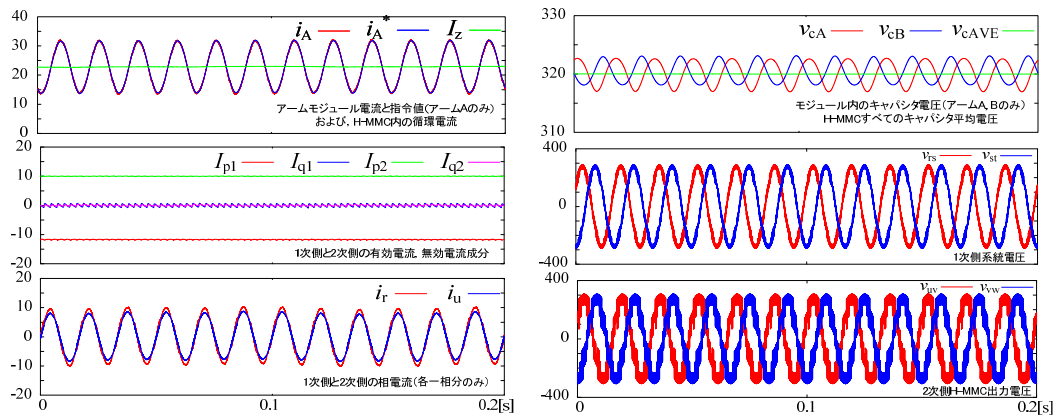 40
30
20
10
0
i_A i_A* I_z
アームモジュール電流と指令値(アームAのみ)
および,H-MMC内の循環電流
20
10
0
-10
-20
I_p1 I_q1 I_p2 I_q2
1次側と2次側の有効電流,無効電流成分
20
10
0
-10
-20
i_r i_u
1次側と2次側の相電流(各一相分のみ)
0 0.1 0.2[s]
330
320
310
v_cA v_cB v_cAVE
モジュール内のキャパシタ電圧(アームA,Bのみ)
H-MMCすべてのキャパシタ平均電圧
400
0
-400
v_rs v_st
1次側系統電圧
400
0
-400
v_uv v_vw
2次側H-MMC出力電圧
0 0.1 0.2[s]